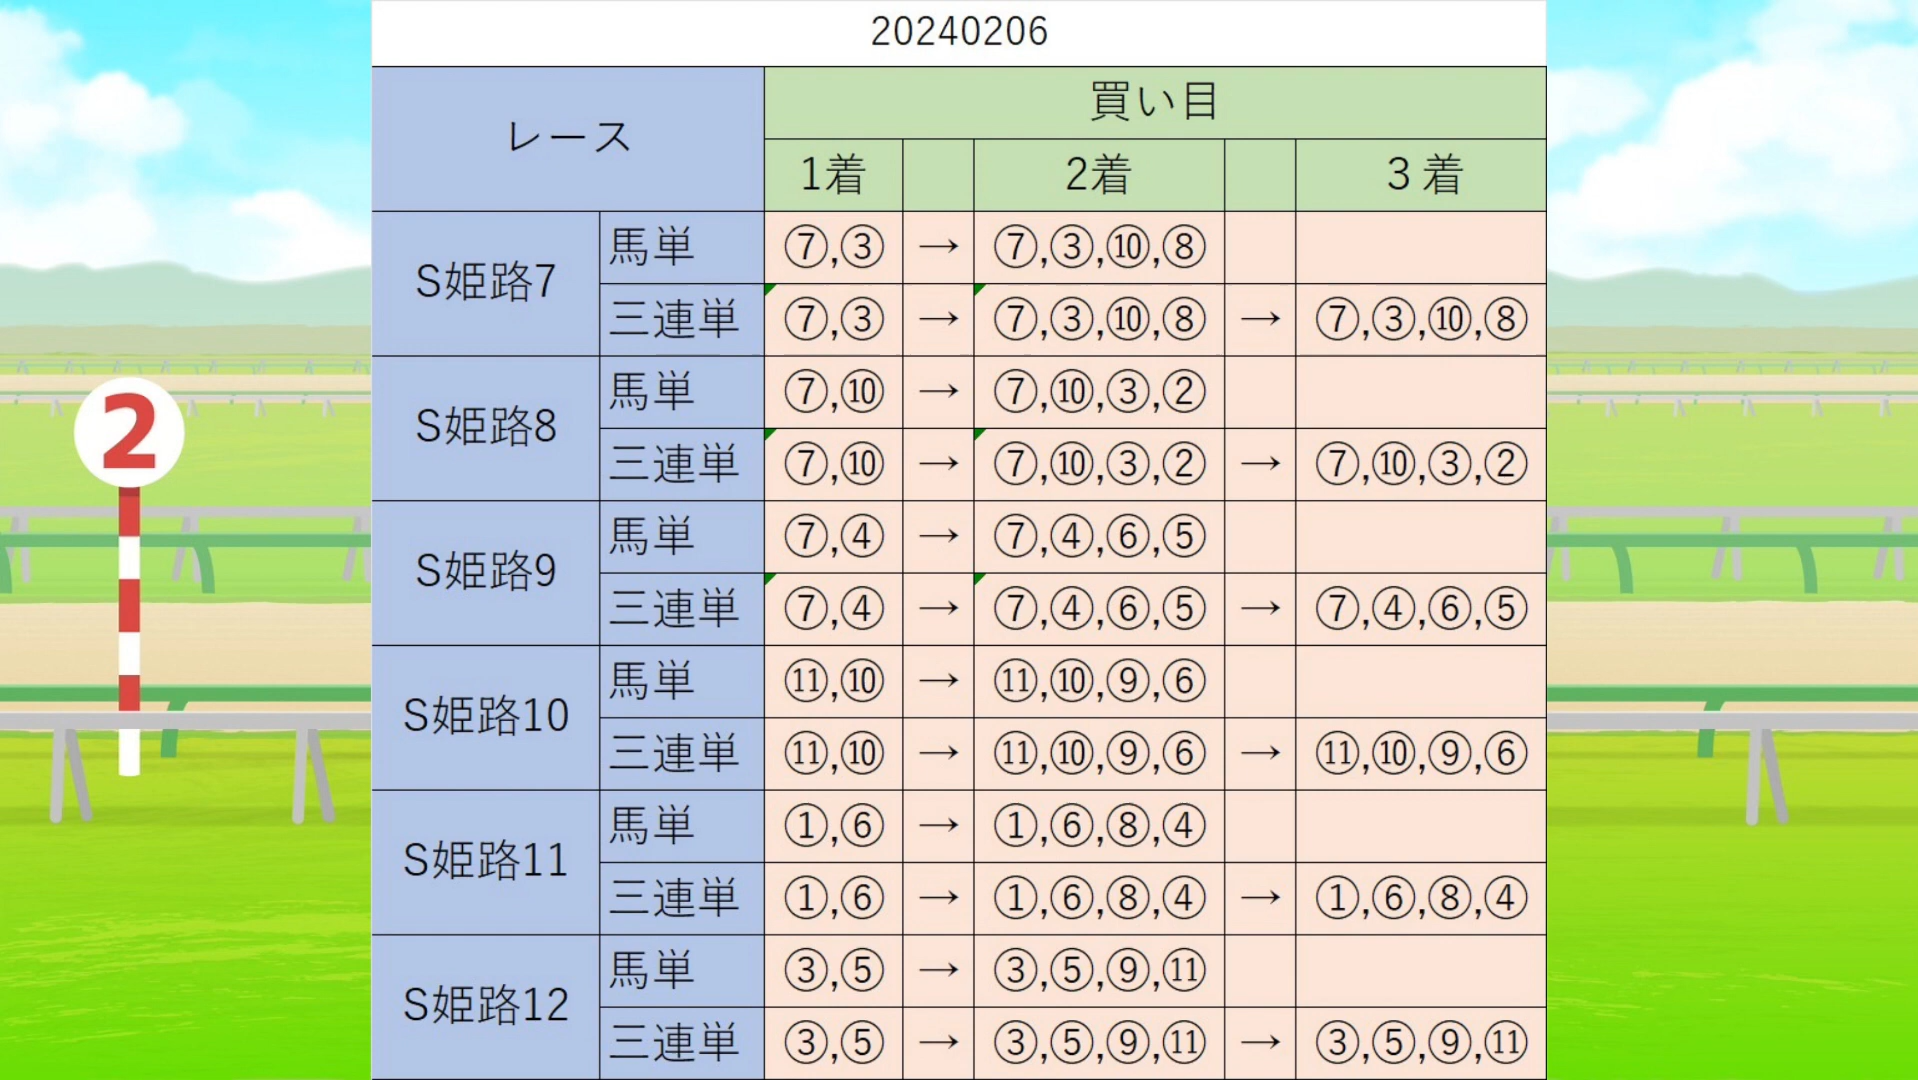 20240206
レース 買い目
1着 2着 3着
S姫路7 馬単 ⑦,③ → ⑦,③,⑩,⑧
三連単 ⑦,③ → ⑦,③,⑩,⑧ → ⑦,③,⑩,⑧
S姫路8 馬単 ⑦,⑩ → ⑦,⑩,③,②
三連単 ⑦,⑩ → ⑦,⑩,③,② → ⑦,⑩,③,②
S姫路9 馬単 ⑦,④ → ⑦,④,⑥,⑤
三連単 ⑦,④ → ⑦,④,⑥,⑤ → ⑦,④,⑥,⑤
S姫路10 馬単 ⑪,⑩ → ⑪,⑩,⑨,⑥
三連単 ⑪,⑩ → ⑪,⑩,⑨,⑥ → ⑪,⑩,⑨,⑥
S姫路11 馬単 ①,⑥ → ①,⑥,⑧,④
三連単 ①,⑥ → ①,⑥,⑧,④ → ①,⑥,⑧,④
S姫路12 馬単 ③,⑤ → ③,⑤,⑨,⑪
三連単 ③,⑤ → ③,⑤,⑨,⑪ → ③,⑤,⑨,⑪
2